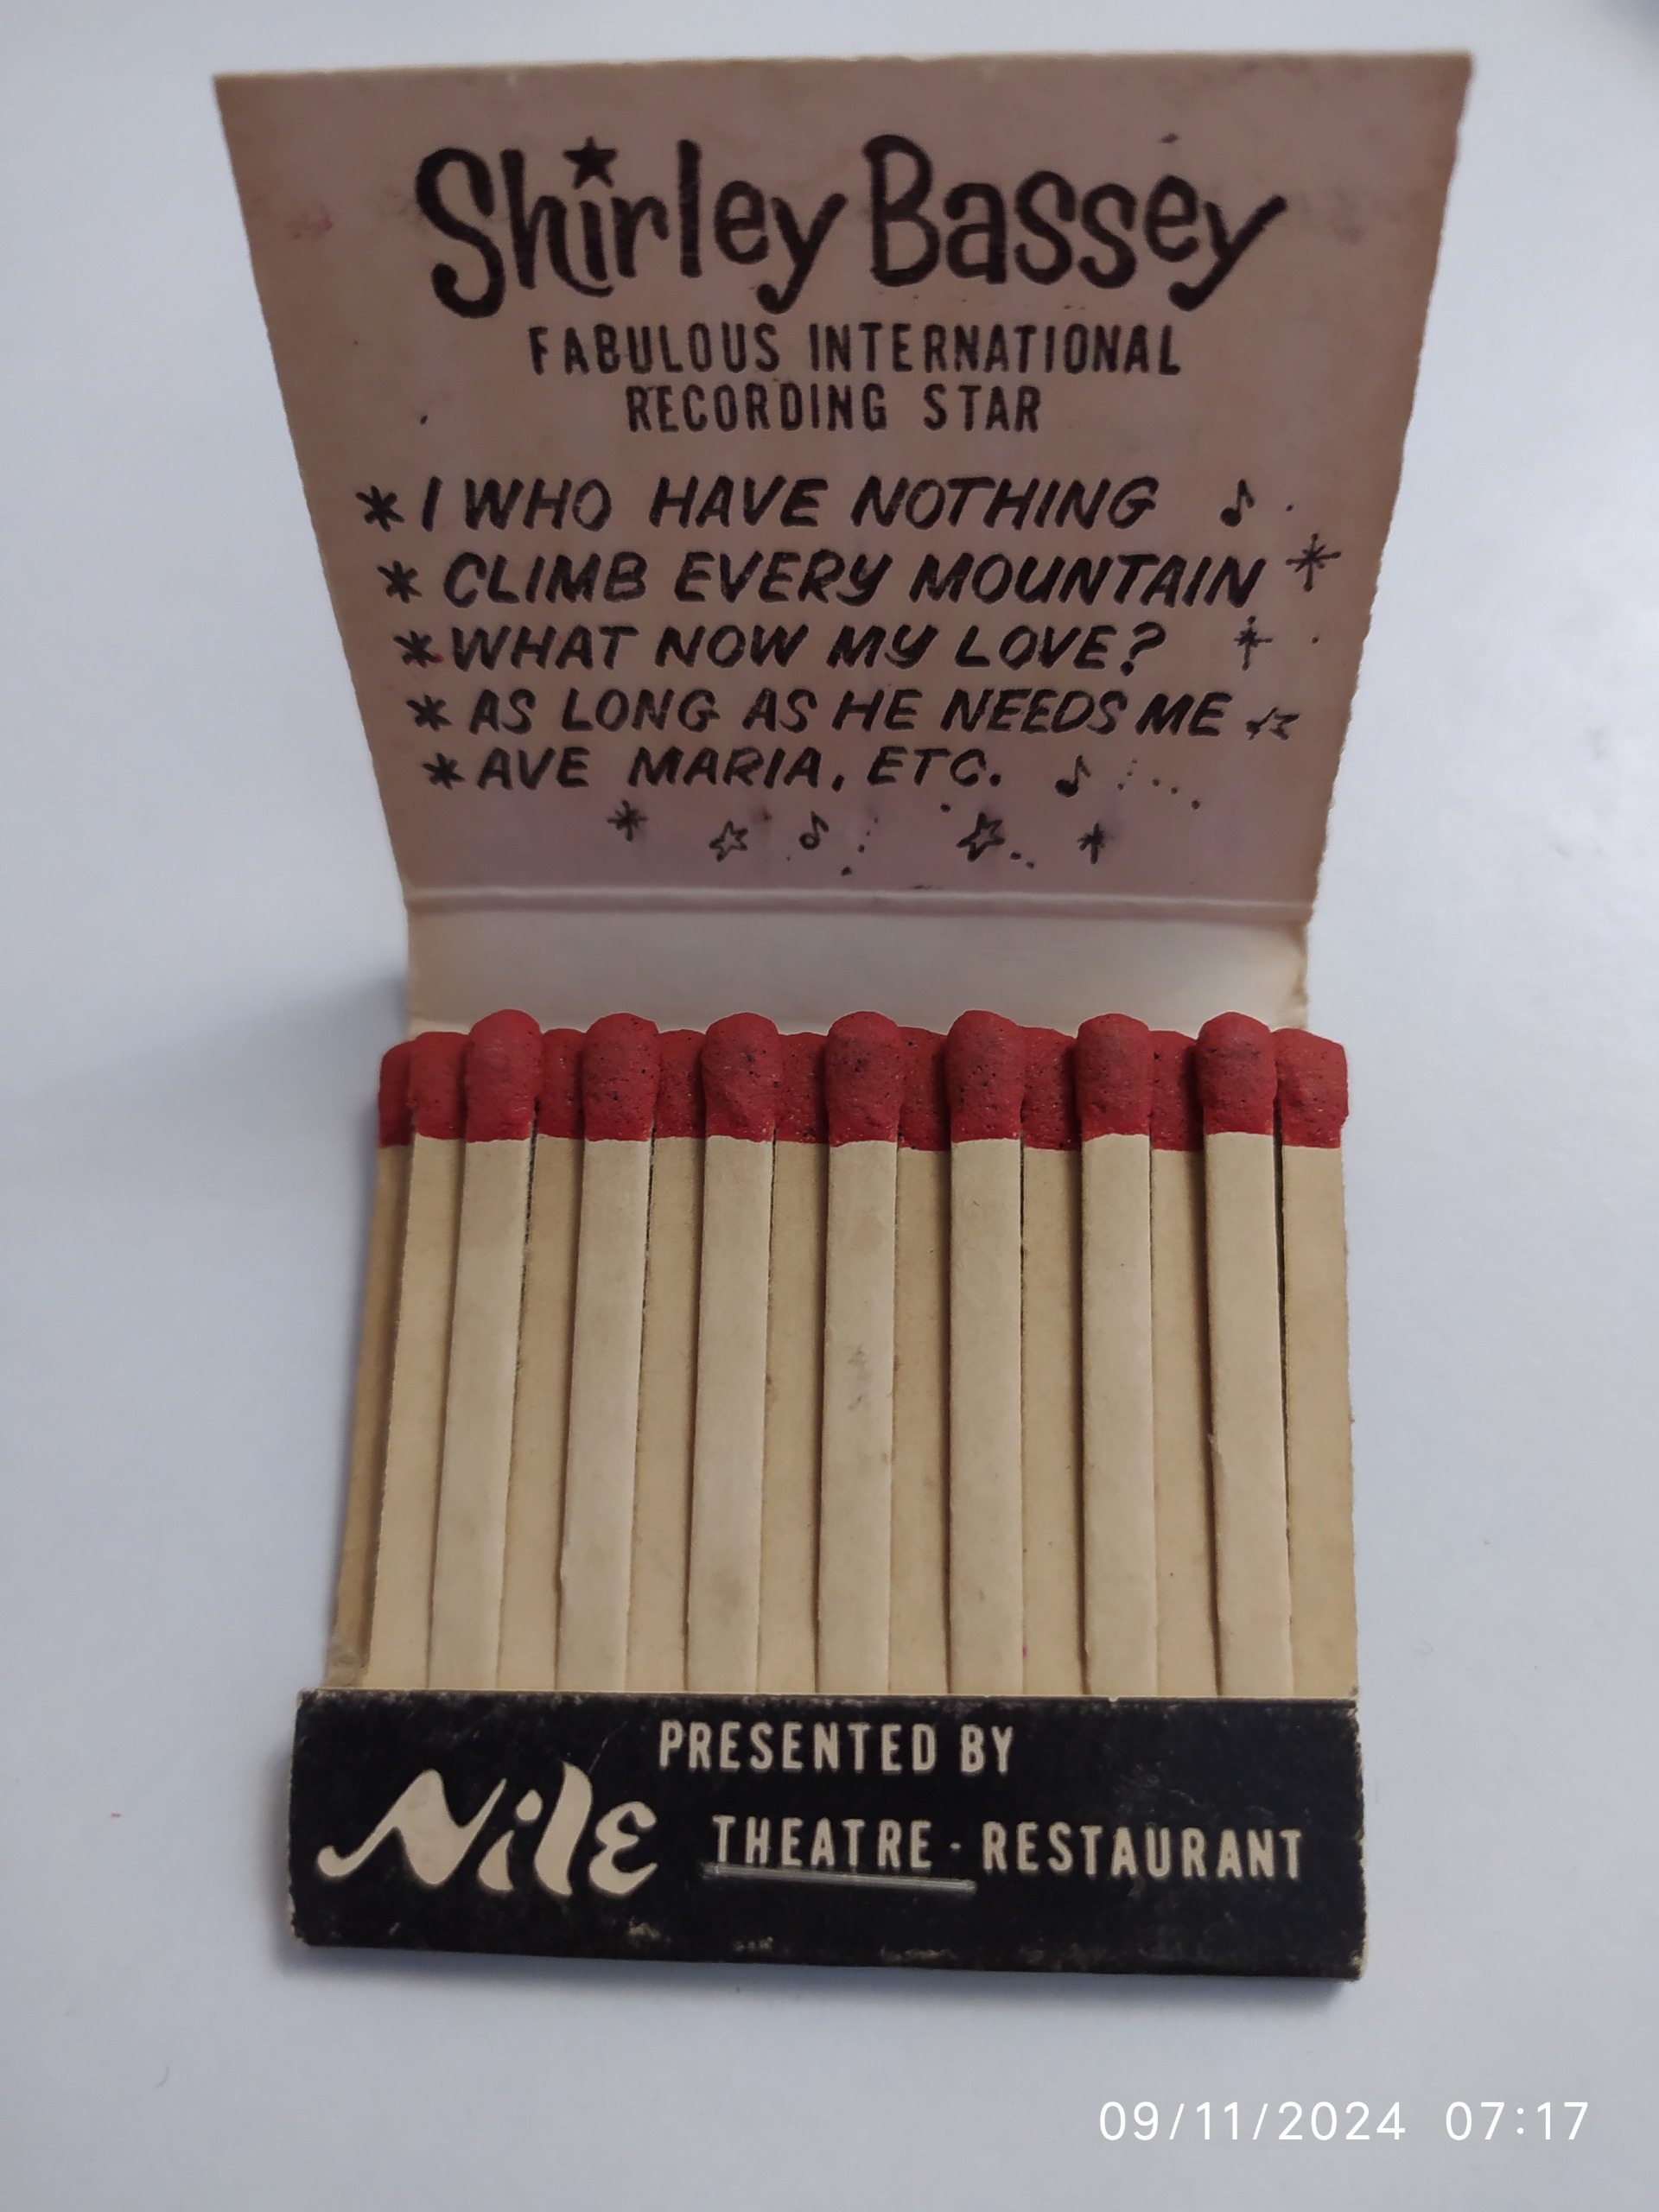 Shirley Bassey
FABULOUS INTERNATIONAL
RECORDING STAR
* I WHO HAVE NOTHING
* CLIMB EVERY MOUNTAIN
* WHAT NOW MY LOVE?
* AS LONG AS HE NEEDS ME
* AVE MARIA, ETC.
PRESENTED BY
Nile THEATRE - RESTAURANT
09/11/2024 07:17